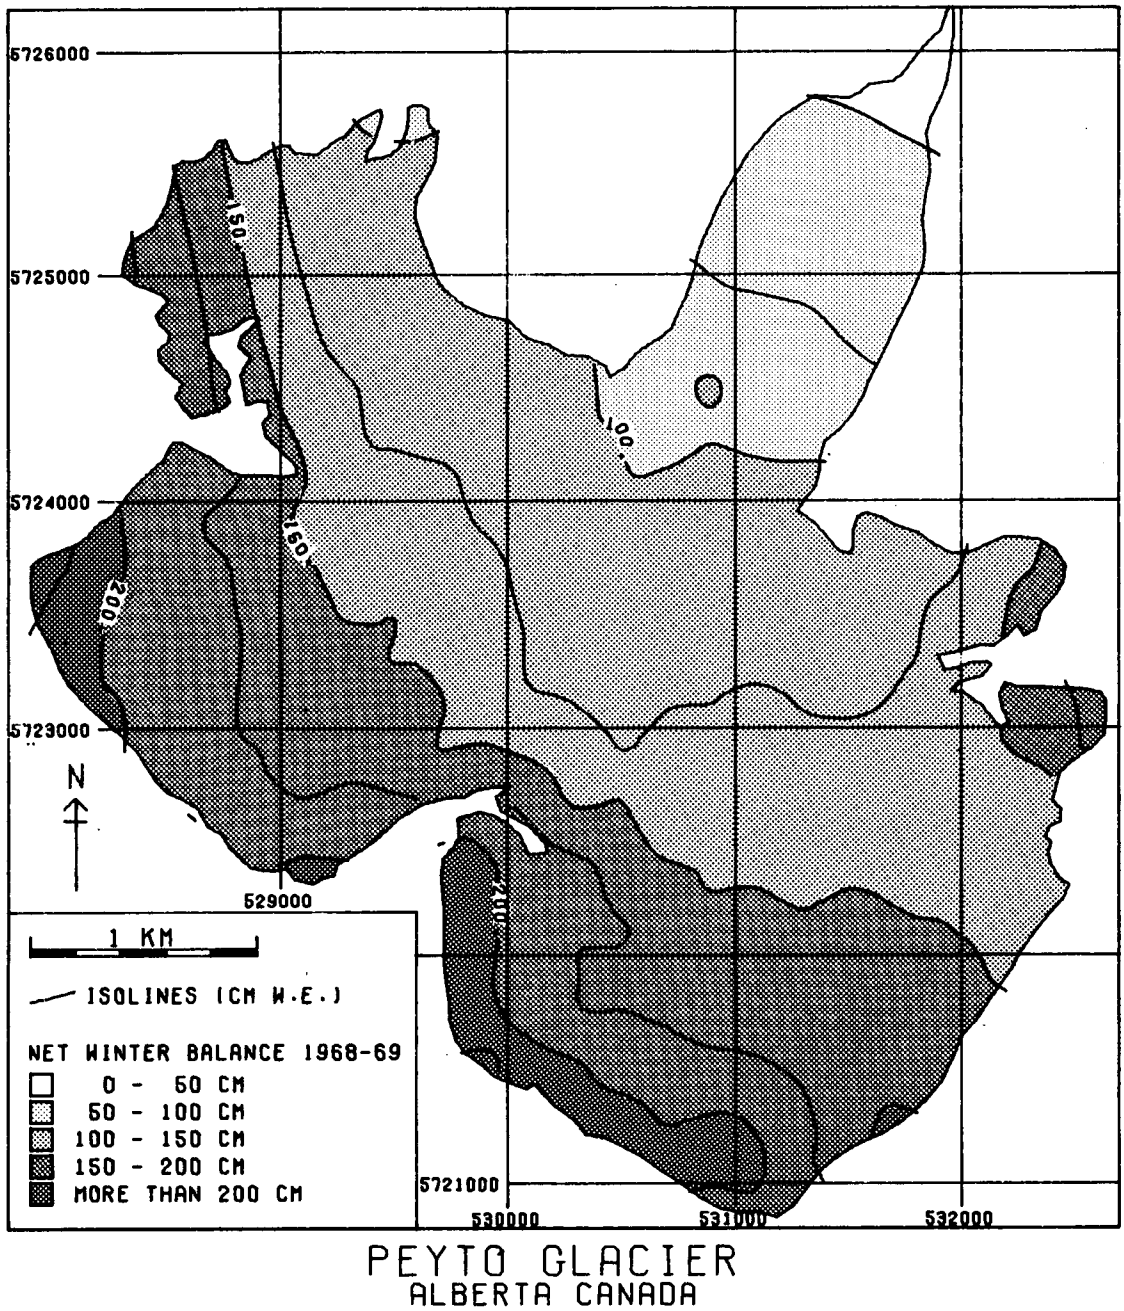 5726000
150
5725000
100
5724000
150
200
5723000
N
529000
200
1 KM
ISOLINES (CM W.E.)
NET WINTER BALANCE 1968-69
0 - 50 CM
50 - 100 CM
100 - 150 CM
150 - 200 CM
MORE THAN 200 CM
5721000
530000 531000 532000
PEYTO GLACIER
ALBERTA CANADA